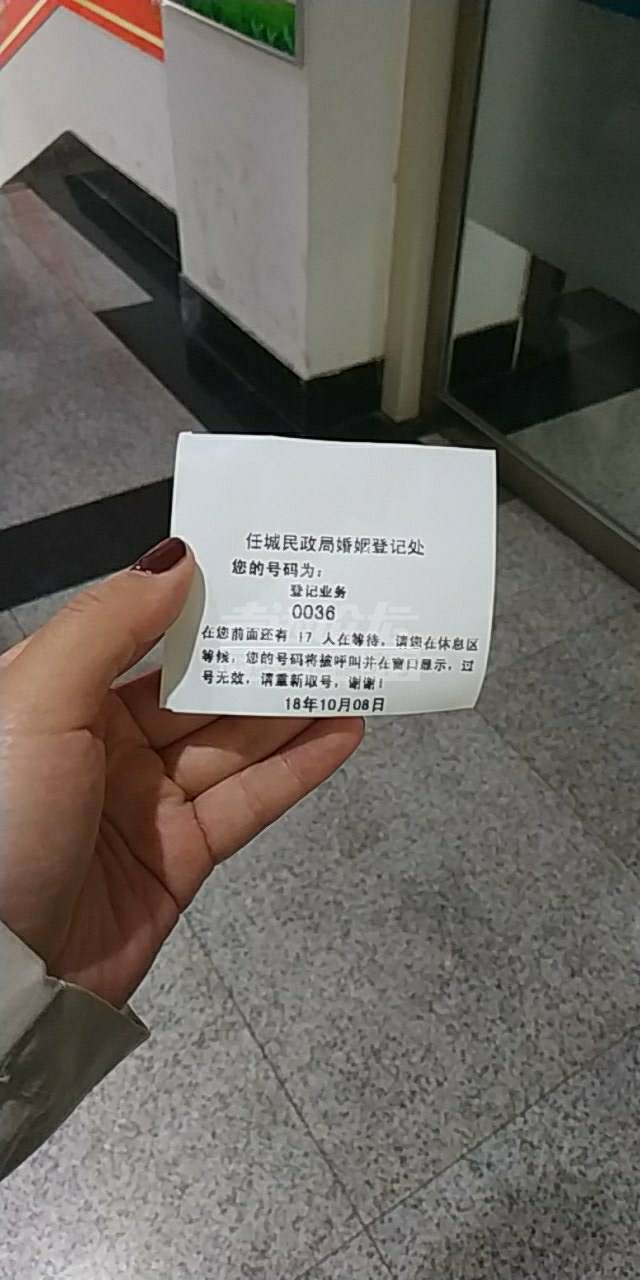 任城民政局婚姻登记处
您的号码为：
登记业务
0036
在您前面还有 17 人在等待，请您在休息区
等候，您的号码将被呼叫并在窗口显示，过
号无效，请重新取号，谢谢！
18年10月08日